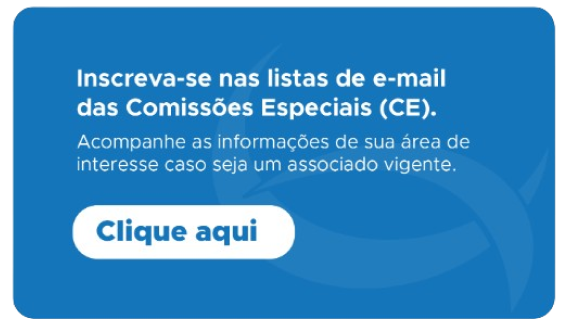 Inscreva-se nas listas de e-mail
das Comissões Especiais (CE).
Acompanhe as informações de sua área de
interesse caso seja um associado vigente.
Clique aqui